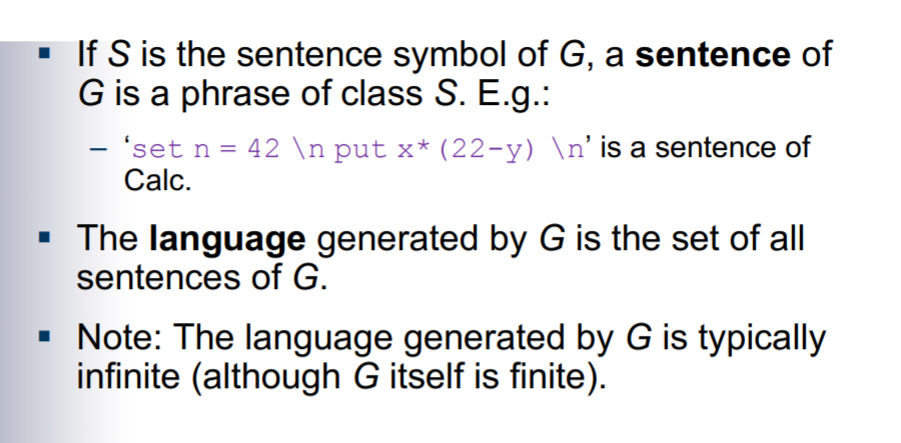 ▪ If S is the sentence symbol of G, a sentence of
G is a phrase of class S. E.g.:
– ‘set n = 42 \n put x* (22-y) \n’ is a sentence of
Calc.
▪ The language generated by G is the set of all
sentences of G.
▪ Note: The language generated by G is typically
infinite (although G itself is finite).